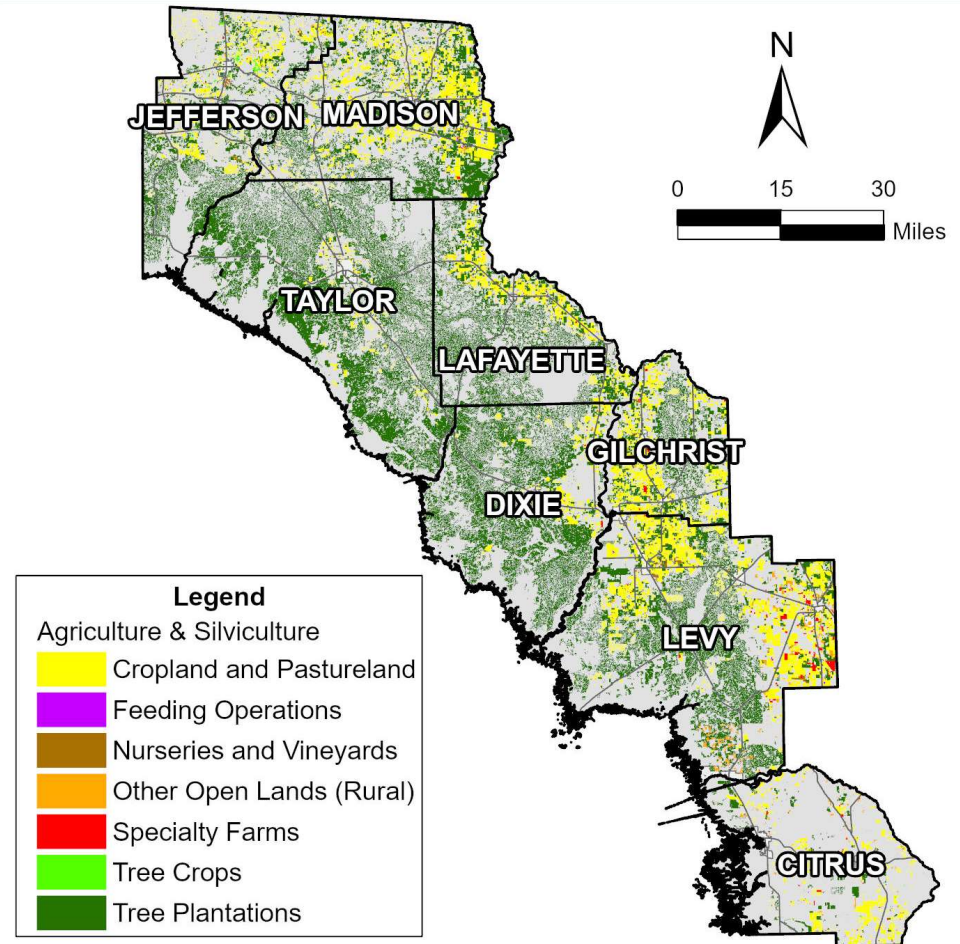 N
JEFFERSON MADISON
0 15 30
Miles
TAYLOR
LAFAYETTE
GILCHRIST
DIXIE
LEVY
CITRUS
Legend
Agriculture & Silviculture
Cropland and Pastureland
Feeding Operations
Nurseries and Vineyards
Other Open Lands (Rural)
Specialty Farms
Tree Crops
Tree Plantations